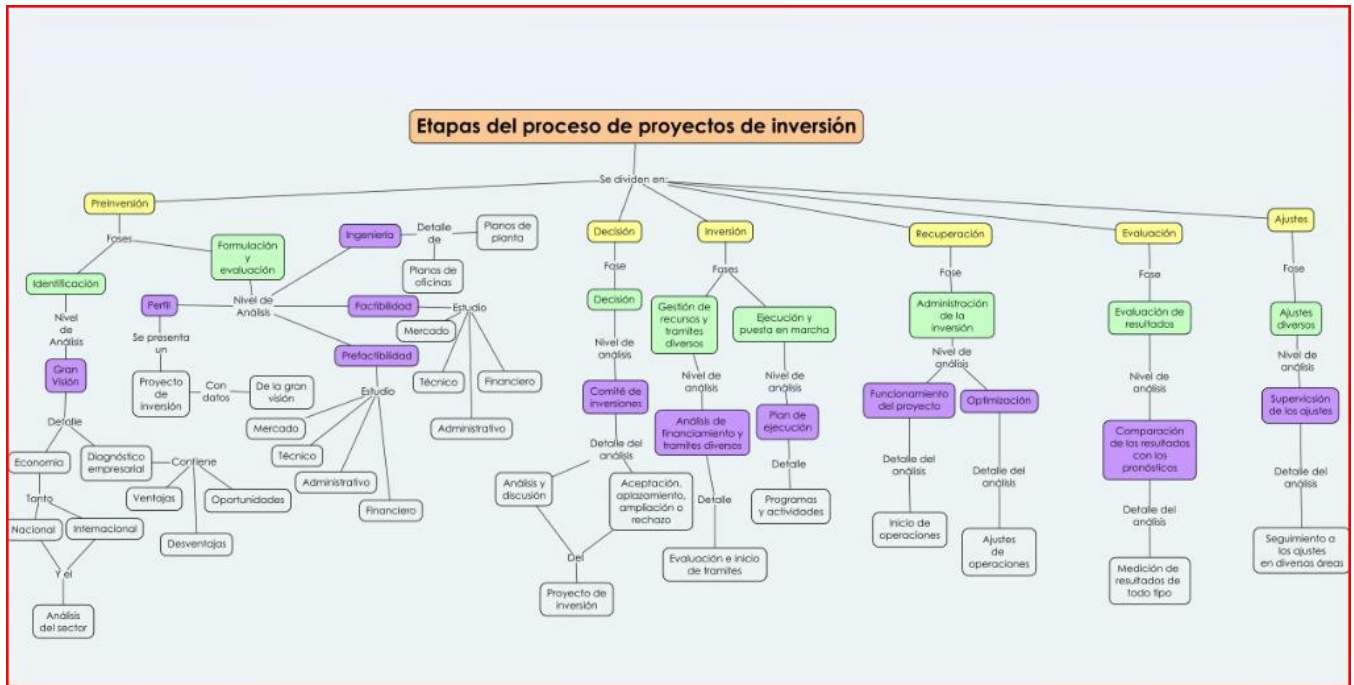 Etapas del proceso de proyectos de inversión
Se dividen en:
Preinversión
Fases
Identificación
Nivel
de
Análisis
Gran
Visión
Detalle
Economía
Tanto
Nacional
Internacional
Y el
Análisis
del sector
Diagnóstico
empresarial
Contiene
Ventajas
Desventajas
Oportunidades
Formulación
y
evaluación
Nivel de
Análisis
Perfil
Se presenta
un
Proyecto
de
inversión
Con
datos
De la gran
visión
Ingeniería
Detalle
de
Planos de
planta
Planos de
oficinas
Factibilidad
Estudio
Mercado
Técnico
Administrativo
Financiero
Prefactibilidad
Estudio
Mercado
Técnico
Administrativo
Financiero
Decisión
Fase
Decisión
Nivel de
análisis
Comité de
inversiones
Detalle del
análisis
Análisis y
discusión
Aceptación,
aplazamiento,
ampliación o
rechazo
Del
Proyecto de
inversión
Inversión
Fases
Gestión de
recursos y
tramites
diversos
Nivel de
análisis
Análisis de
financiamiento y
tramites diversos
Detalle
Evaluación e inicio
de tramites
Ejecución y
puesta en marcha
Nivel de
análisis
Plan de
ejecución
Detalle
Programas
y actividades
Recuperación
Fase
Administración
de la
inversión
Nivel de
análisis
Funcionamiento
del proyecto
Detalle del
análisis
Inicio de
operaciones
Optimización
Detalle del
análisis
Ajustes
de
operaciones
Evaluación
Fase
Evaluación de
resultados
Nivel de
análisis
Comparación
de los resultados
con los
pronósticos
Detalle del
análisis
Medición de
resultados de
todo tipo
Ajustes
Fase
Ajustes
diversos
Nivel de
análisis
Supervicsión
de los ajustes
Detalle del
análisis
Seguimiento a
los ajustes
en diversas áreas